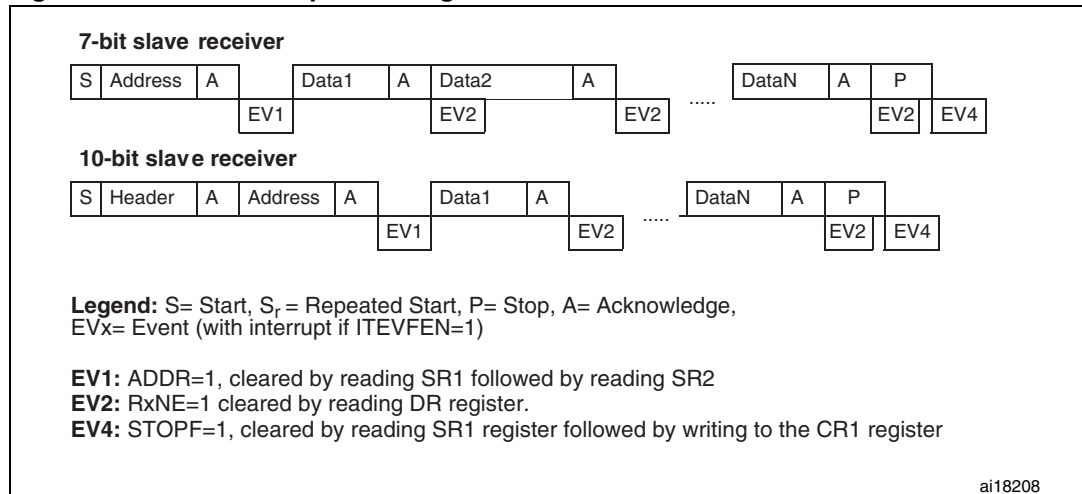 7-bit slave receiver
S Address A Data1 A Data2 A ..... DataN A P
EV1 EV2 EV2 EV2 EV4
10-bit slave receiver
S Header A Address A Data1 A ..... DataN A P
EV1 EV2 EV2 EV4
Legend: S= Start, Sr = Repeated Start, P= Stop, A= Acknowledge,
EVx= Event (with interrupt if ITEVFEN=1)
EV1: ADDR=1, cleared by reading SR1 followed by reading SR2
EV2: RxNE=1 cleared by reading DR register.
EV4: STOPF=1, cleared by reading SR1 register followed by writing to the CR1 register
ai18208